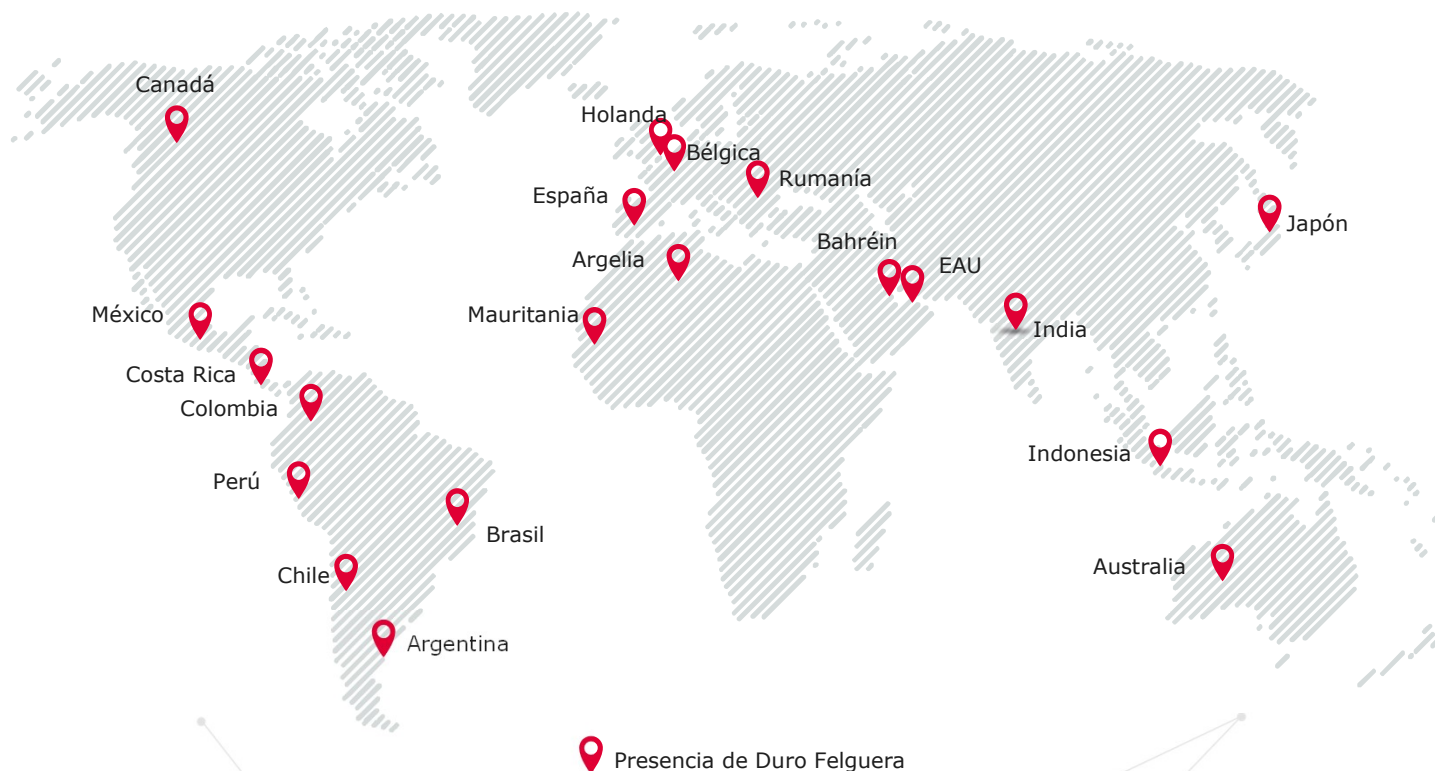 Canadá
Holanda
Bélgica
Rumanía
España
Japón
Bahréin
Argelia
EAU
México
Mauritania
India
Costa Rica
Colombia
Indonesia
Perú
Brasil
Australia
Chile
Argentina
Presencia de Duro Felguera